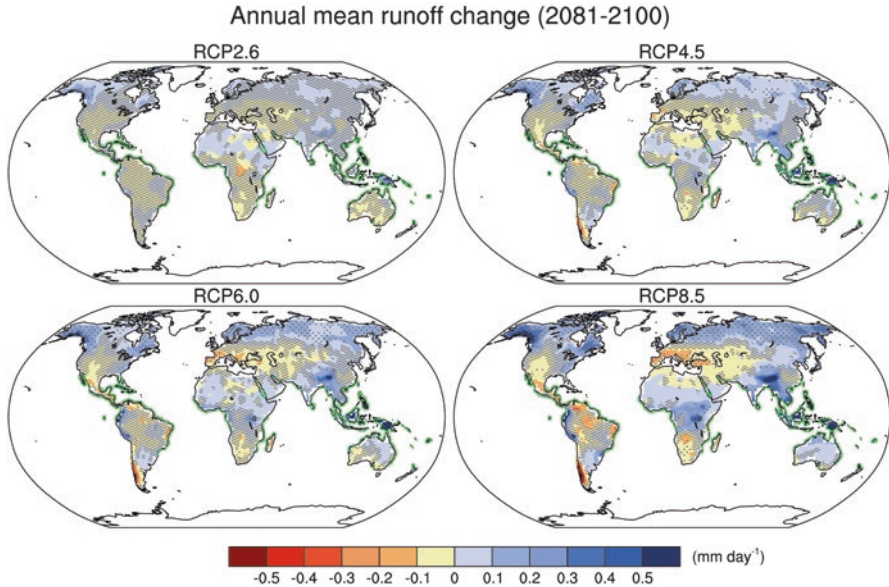 Annual mean runoff change (2081-2100)
RCP2.6 RCP4.5
RCP6.0 RCP8.5
-0.5 -0.4 -0.3 -0.2 -0.1 0 0.1 0.2 0.3 0.4 0.5 (mm day⁻¹)